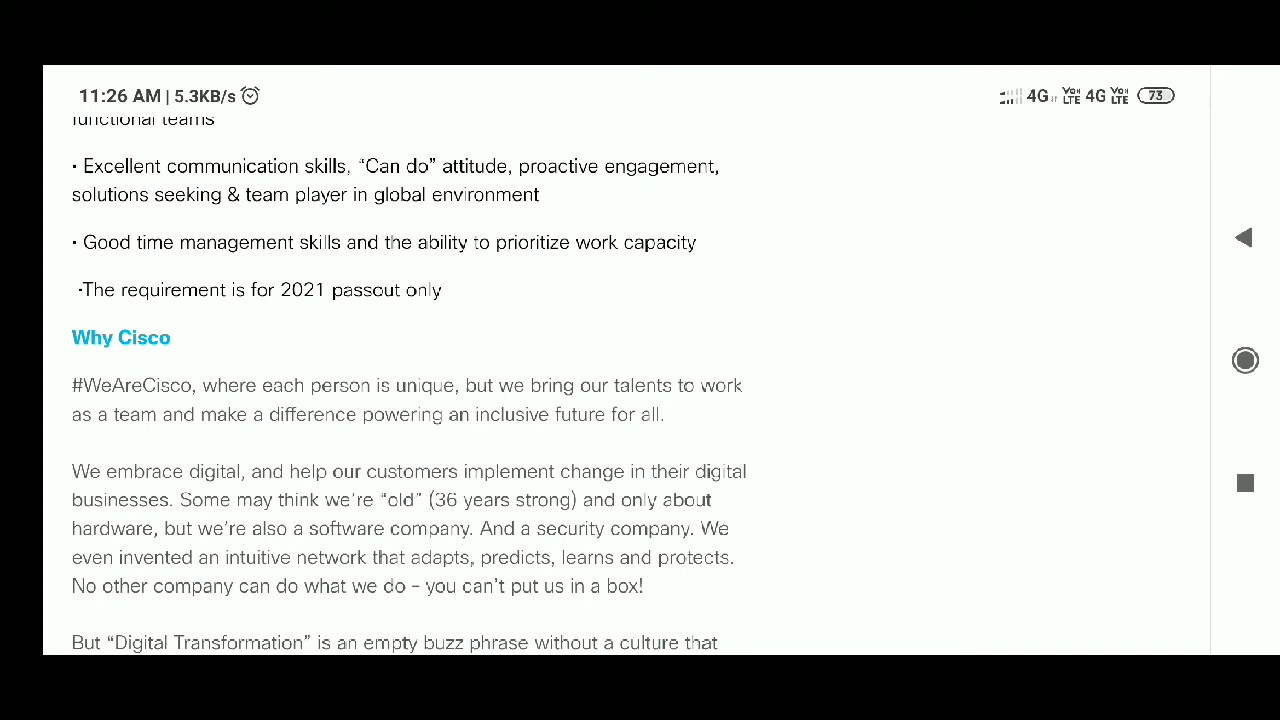 11:26 AM | 5.3KB/s 4G VoLTE 4G VoLTE 73
functional teams
· Excellent communication skills, “Can do” attitude, proactive engagement,
solutions seeking & team player in global environment
· Good time management skills and the ability to prioritize work capacity
·The requirement is for 2021 passout only
Why Cisco
#WeAreCisco, where each person is unique, but we bring our talents to work
as a team and make a difference powering an inclusive future for all.
We embrace digital, and help our customers implement change in their digital
businesses. Some may think we’re “old” (36 years strong) and only about
hardware, but we’re also a software company. And a security company. We
even invented an intuitive network that adapts, predicts, learns and protects.
No other company can do what we do – you can’t put us in a box!
But “Digital Transformation” is an empty buzz phrase without a culture that